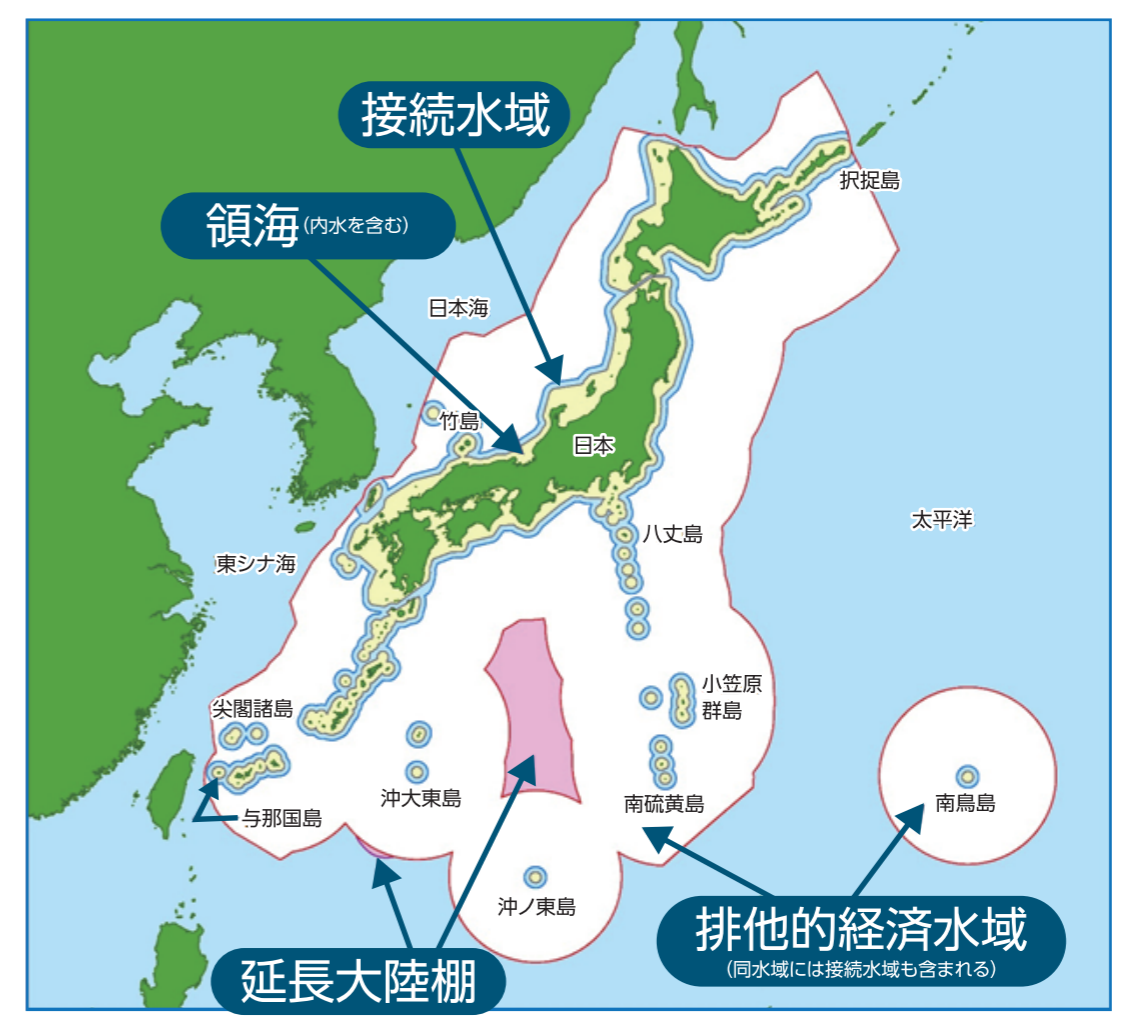 接続水域
領海(内水を含む)
択捉島
日本海
竹島
日本
八丈島
太平洋
東シナ海
小笠原
群島
尖閣諸島
沖大東島
南硫黄島
南鳥島
与那国島
沖ノ東島
排他的経済水域
(同水域には接続水域も含まれる)
延長大陸棚